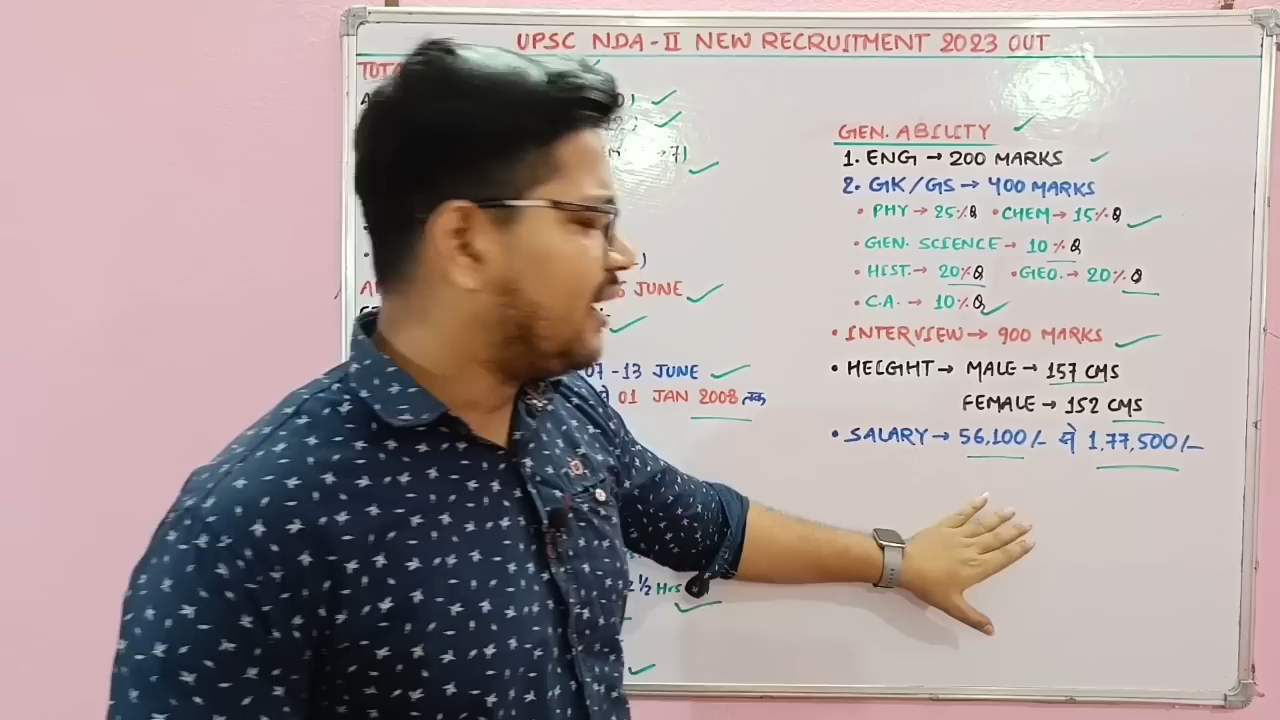 UPSC NDA-II NEW RECRUITMENT 2023 OUT
JUNE
07-13 JUNE
01 JAN 2008 तक
2½ Hrs
GEN. ABILITY
1. ENG → 200 MARKS
2. GK/GS → 400 MARKS
• PHY → 25% Q • CHEM → 15% Q
• GEN. SCIENCE → 10% Q
• HIST. → 20% Q • GEO. → 20% Q
• C.A. → 10% Q
• INTERVIEW → 900 MARKS
• HEIGHT → MALE → 157 CMS
FEMALE → 152 CMS
• SALARY → 56,100/- से 1,77,500/-